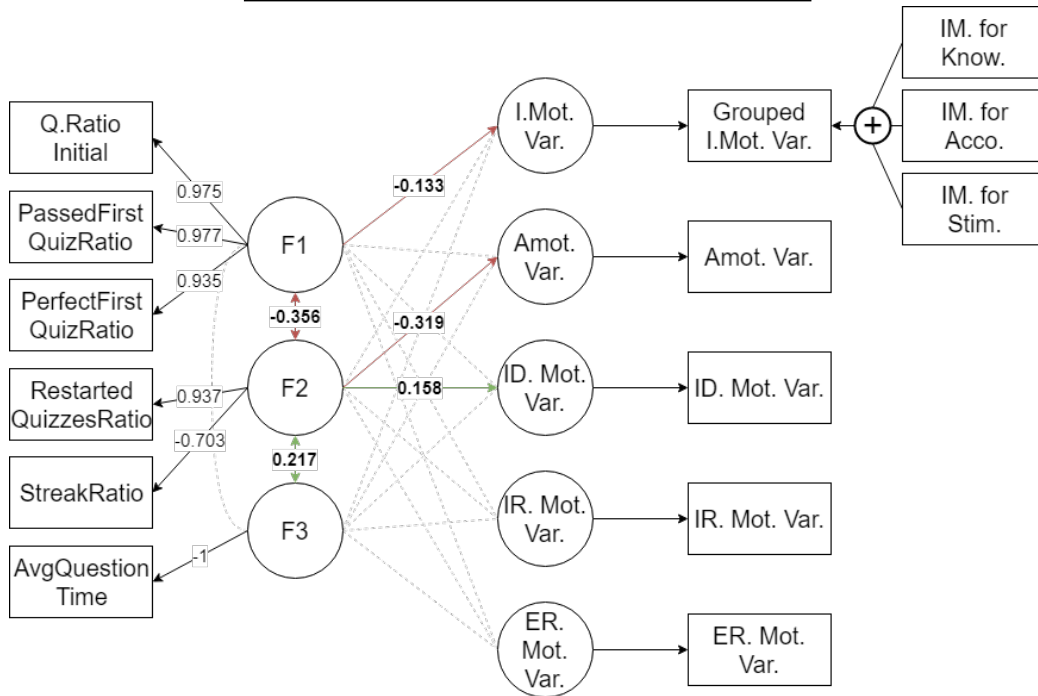 IM. for
Know.
Q.Ratio
Initial
I.Mot.
Var.
Grouped
I.Mot. Var.
+
IM. for
Acco.
0.975
-0.133
IM. for
Stim.
PassedFirst
QuizRatio
0.977
F1
Amot.
Var.
Amot. Var.
0.935
PerfectFirst
QuizRatio
-0.356
-0.319
Restarted
QuizzesRatio
0.937
F2
0.158
ID. Mot.
Var.
ID. Mot. Var.
-0.703
0.217
StreakRatio
F3
IR. Mot.
Var.
IR. Mot. Var.
-1
AvgQuestion
Time
ER.
Mot.
Var.
ER. Mot.
Var.